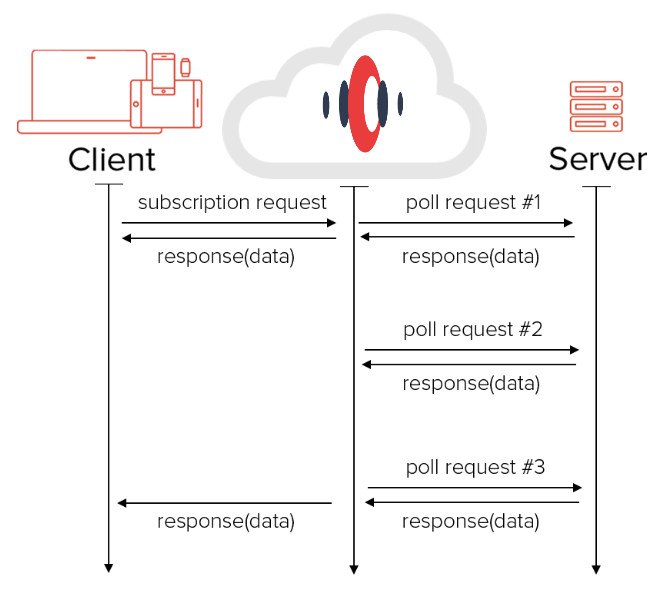 Client
Server
subscription request
poll request #1
response(data)
response(data)
poll request #2
response(data)
poll request #3
response(data)
response(data)